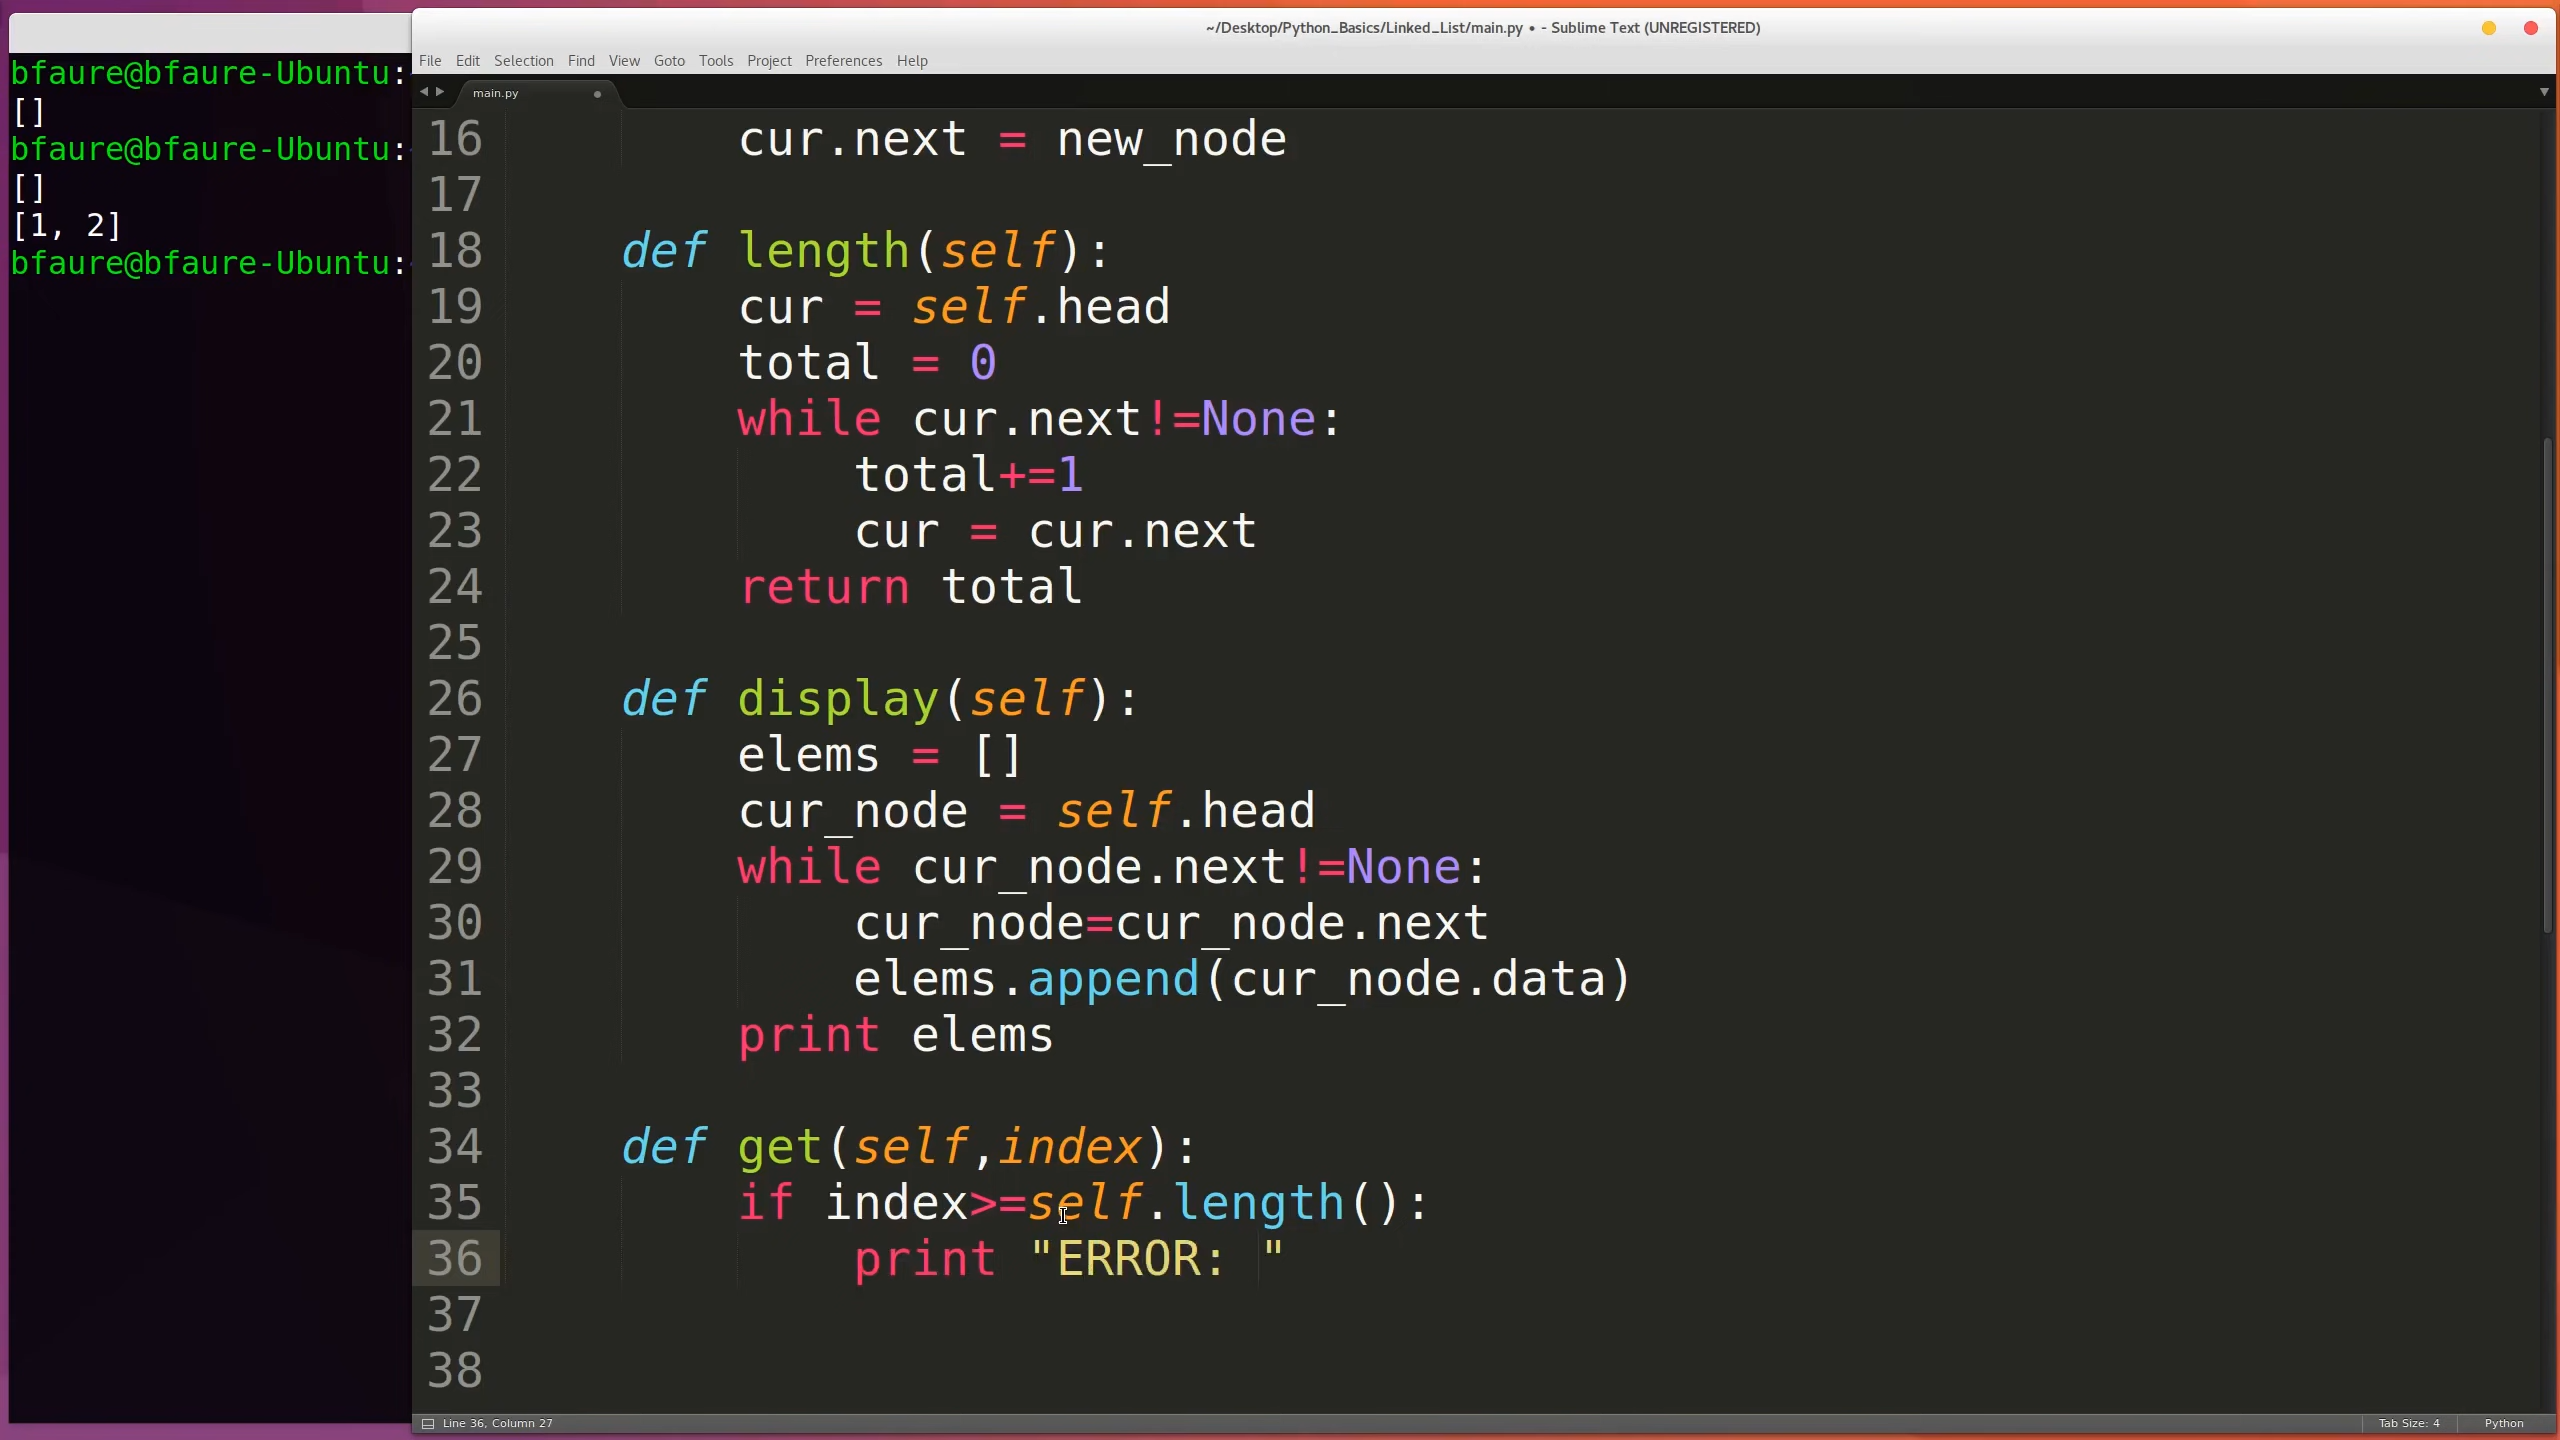 ~/Desktop/Python_Basics/Linked_List/main.py • - Sublime Text (UNREGISTERED)
File Edit Selection Find View Goto Tools Project Preferences Help
main.py
bfaure@bfaure-Ubuntu:
[]
bfaure@bfaure-Ubuntu:
[]
[1, 2]
bfaure@bfaure-Ubuntu:
16 cur.next = new_node
17
18 def length(self):
19 cur = self.head
20 total = 0
21 while cur.next!=None:
22 total+=1
23 cur = cur.next
24 return total
25
26 def display(self):
27 elems = []
28 cur_node = self.head
29 while cur_node.next!=None:
30 cur_node=cur_node.next
31 elems.append(cur_node.data)
32 print elems
33
34 def get(self,index):
35 if index>=self.length():
36 print "ERROR: "
37
38
Line 36, Column 27
Tab Size: 4 Python